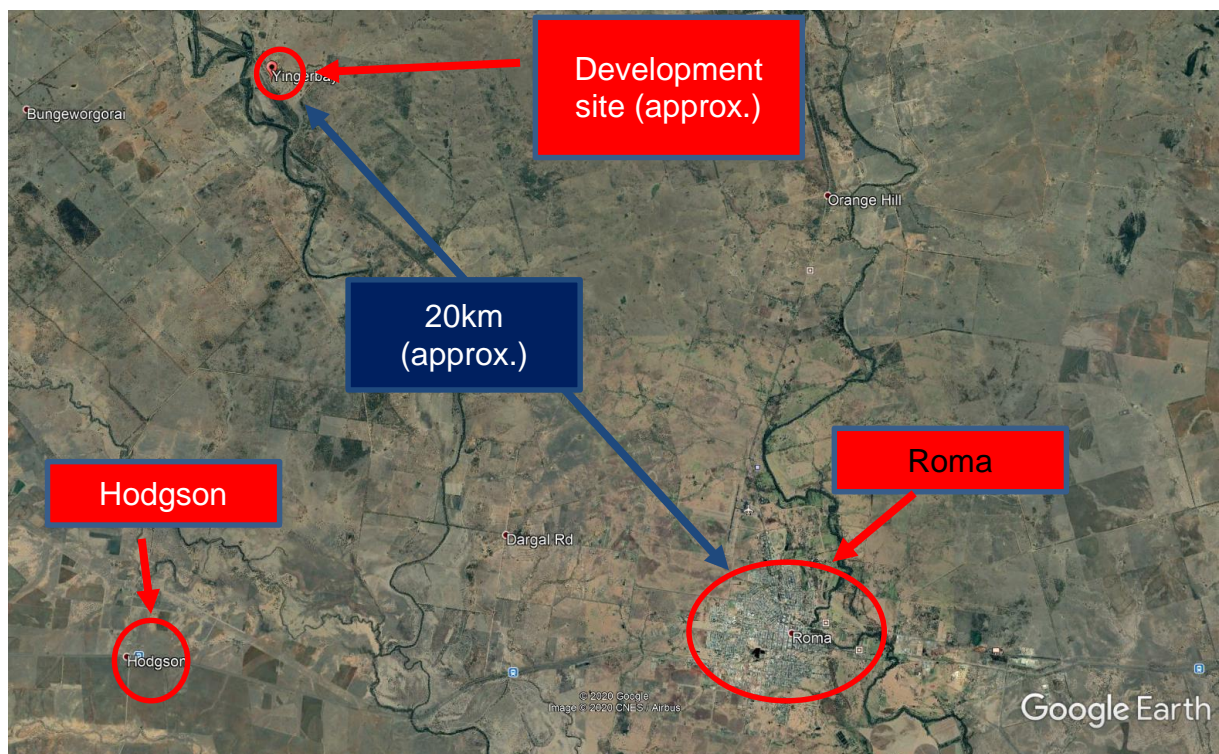 Development
site (approx.)
Yingerbay
Bungeworgorai
Orange Hill
20km
(approx.)
Roma
Hodgson
Dargal Rd
Roma
Hodgson
© 2020 Google
Image © 2020 CNES / Airbus
Google Earth